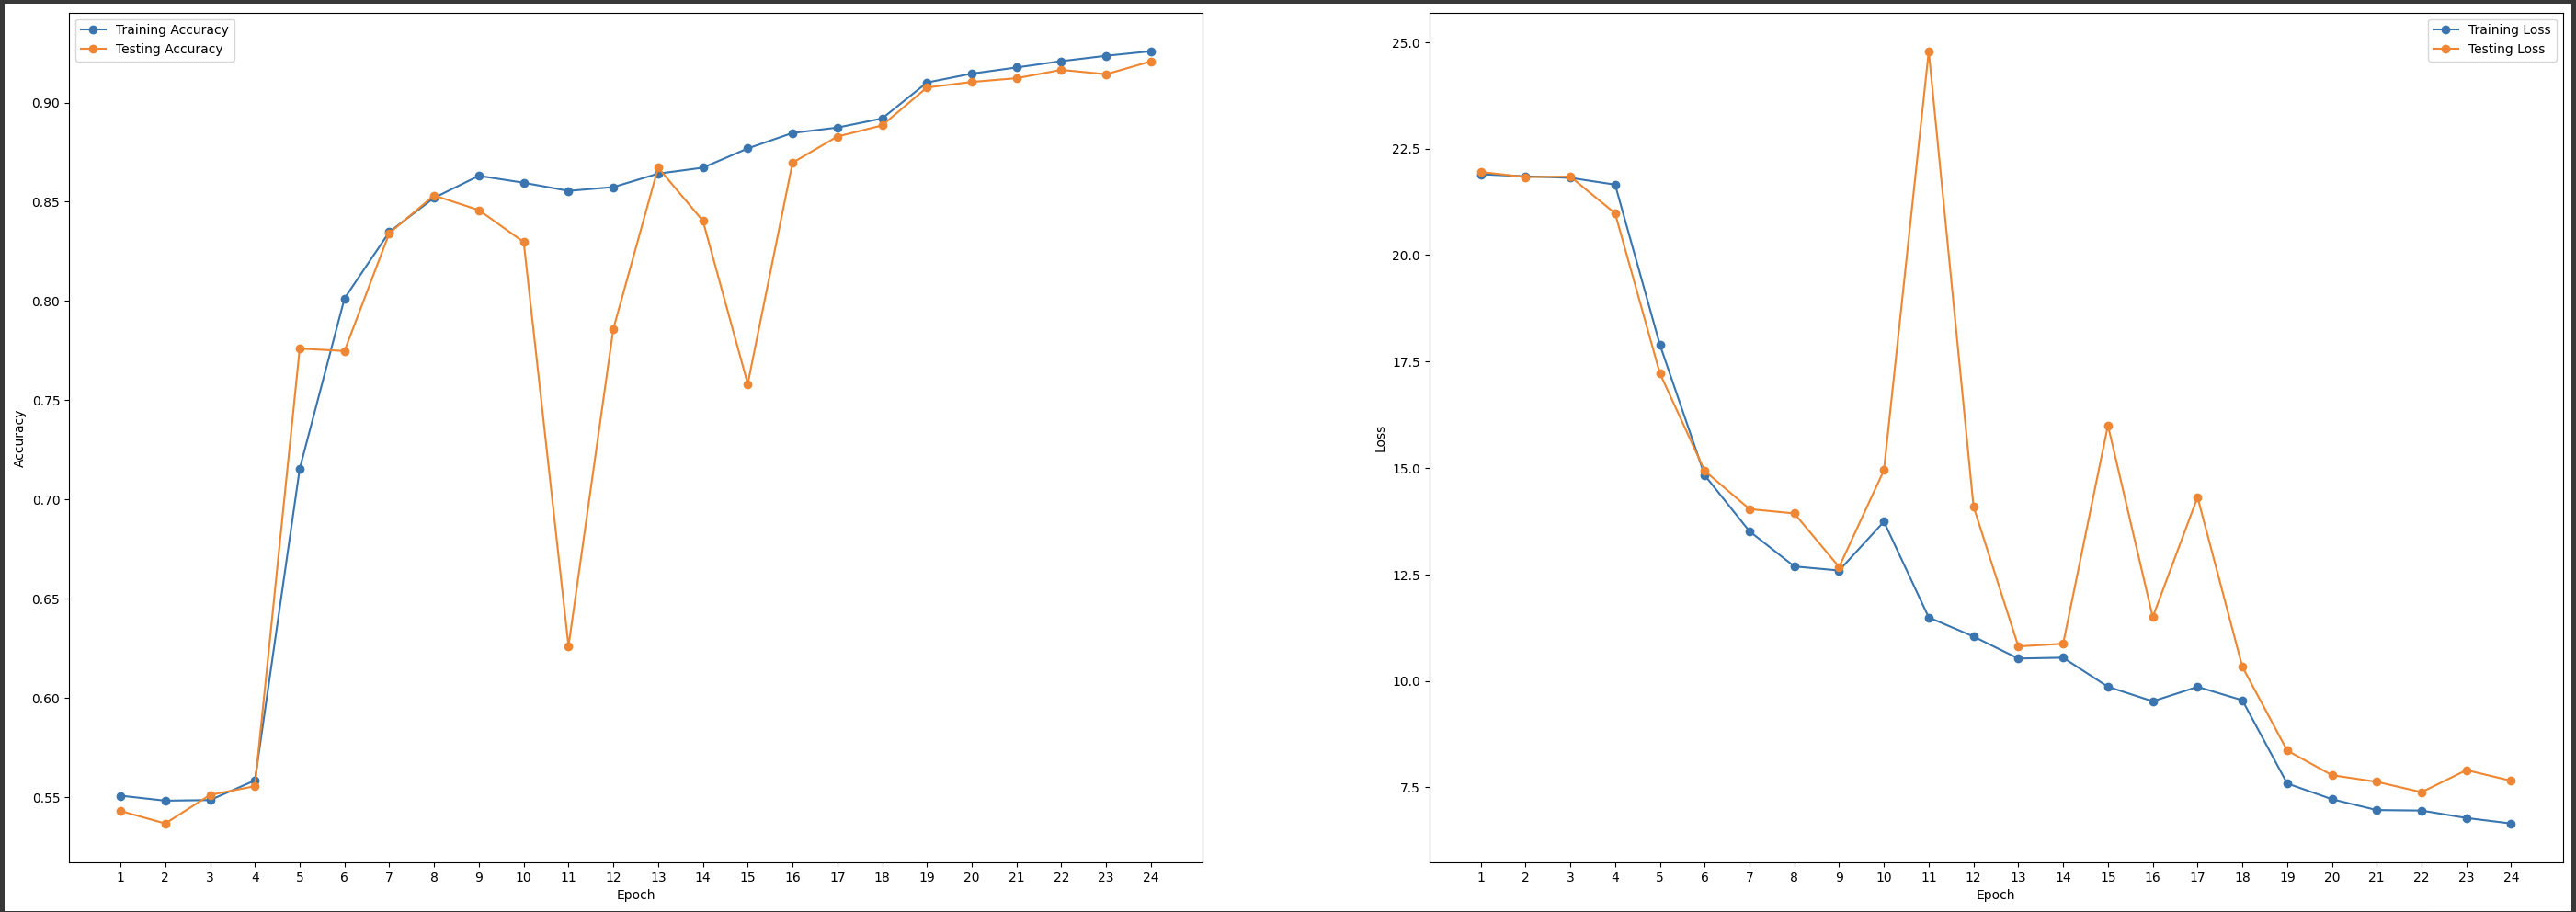 Training Accuracy
Testing Accuracy
0.90
0.85
0.80
0.75
0.70
0.65
0.60
0.55
Accuracy
1 2 3 4 5 6 7 8 9 10 11 12 13 14 15 16 17 18 19 20 21 22 23 24
Epoch
Training Loss
Testing Loss
25.0
22.5
20.0
17.5
15.0
12.5
10.0
7.5
Loss
1 2 3 4 5 6 7 8 9 10 11 12 13 14 15 16 17 18 19 20 21 22 23 24
Epoch